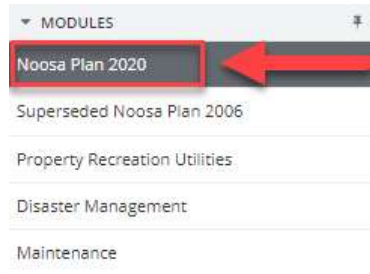 MODULES
Noosa Plan 2020
Superseded Noosa Plan 2006
Property Recreation Utilities
Disaster Management
Maintenance